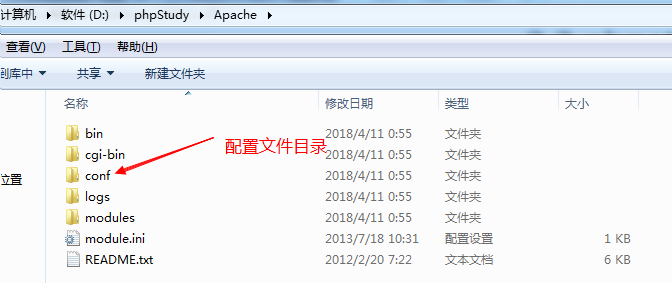 计算机 ▸ 软件 (D:) ▸ phpStudy ▸ Apache ▸
查看(V) 工具(T) 帮助(H)
到库中 ▼ 共享 ▼ 新建文件夹
名称 修改日期 类型 大小
bin 2018/4/11 0:55 文件夹
cgi-bin 2018/4/11 0:55 文件夹
配置文件目录
位置
conf 2018/4/11 0:55 文件夹
logs 2018/4/11 0:55 文件夹
modules 2018/4/11 0:55 文件夹
module.ini 2013/7/18 10:31 配置设置 1 KB
README.txt 2012/2/20 7:22 文本文档 6 KB